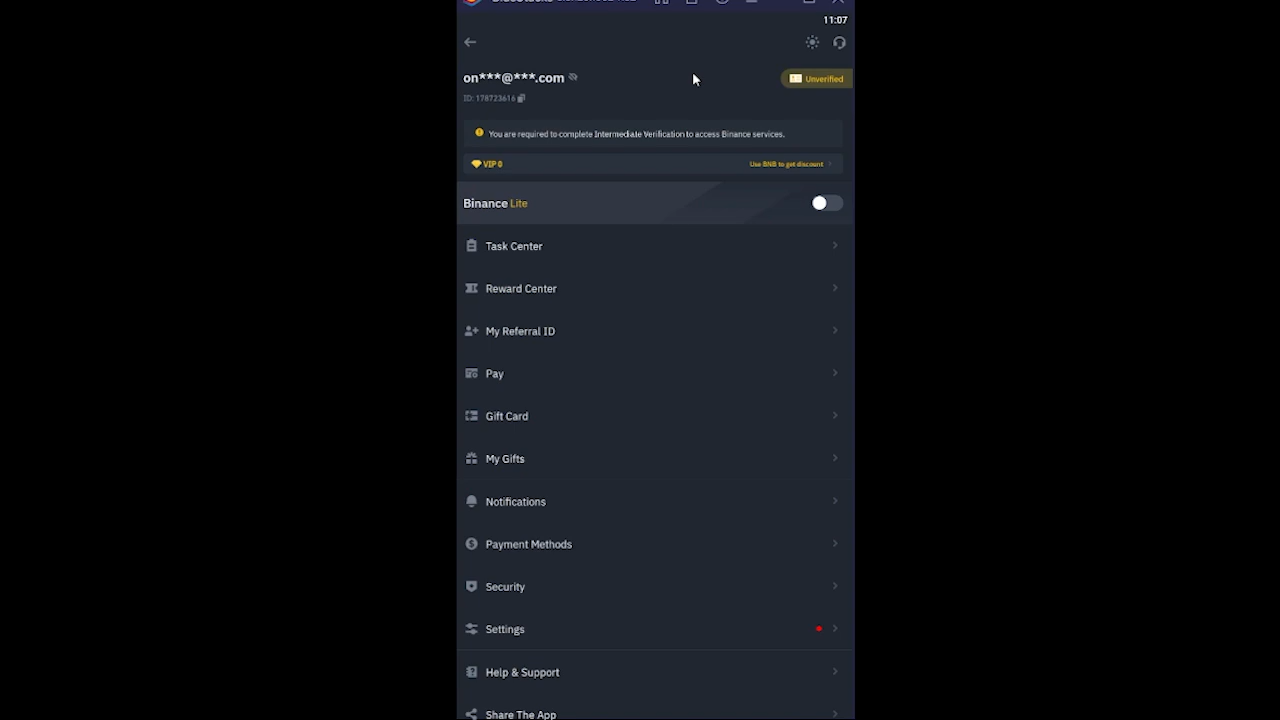 11:07
on***@***.com
Unverified
ID: 178723616
You are required to complete Intermediate Verification to access Binance services.
VIP 0
Use BNB to get discount
Binance Lite
Task Center
Reward Center
My Referral ID
Pay
Gift Card
My Gifts
Notifications
Payment Methods
Security
Settings
Help & Support
Share The App